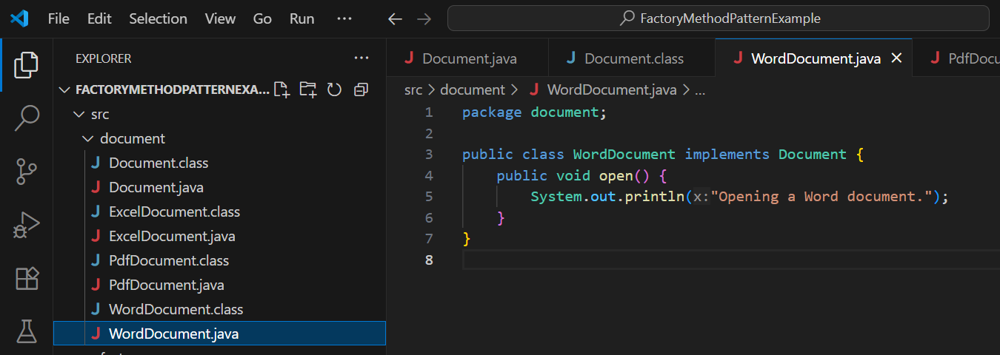 File Edit Selection View Go Run ... FactoryMethodPatternExample
EXPLORER ...
FACTORYMETHODPATTERNEXA...
src
document
Document.class
Document.java
ExcelDocument.class
ExcelDocument.java
PdfDocument.class
PdfDocument.java
WordDocument.class
WordDocument.java
Document.java Document.class WordDocument.java PdfDocu
src > document > WordDocument.java > ...
1 package document;
2
3 public class WordDocument implements Document {
4 public void open() {
5 System.out.println(x:"Opening a Word document.");
6 }
7 }
8